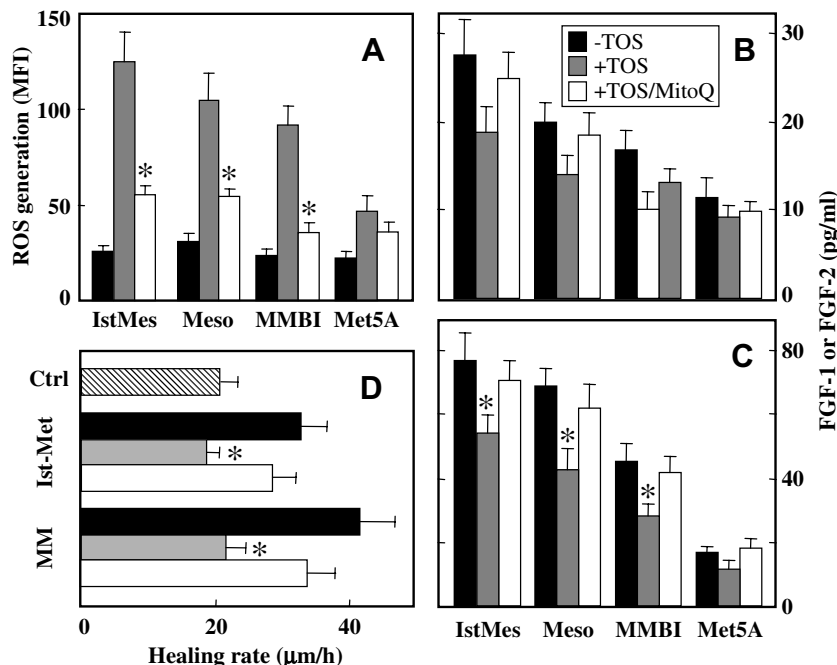 A
ROS generation (MFI)
150
100
50
0
*
*
*
IstMes Meso MMBI Met5A
B
-TOS
+TOS
+TOS/MitoQ
30
20
10
0
FGF-1 or FGF-2 (pg/ml)
C
80
40
0
*
*
*
IstMes Meso MMBI Met5A
D
Ctrl
Ist-Met
MM
*
*
0 20 40
Healing rate (μm/h)